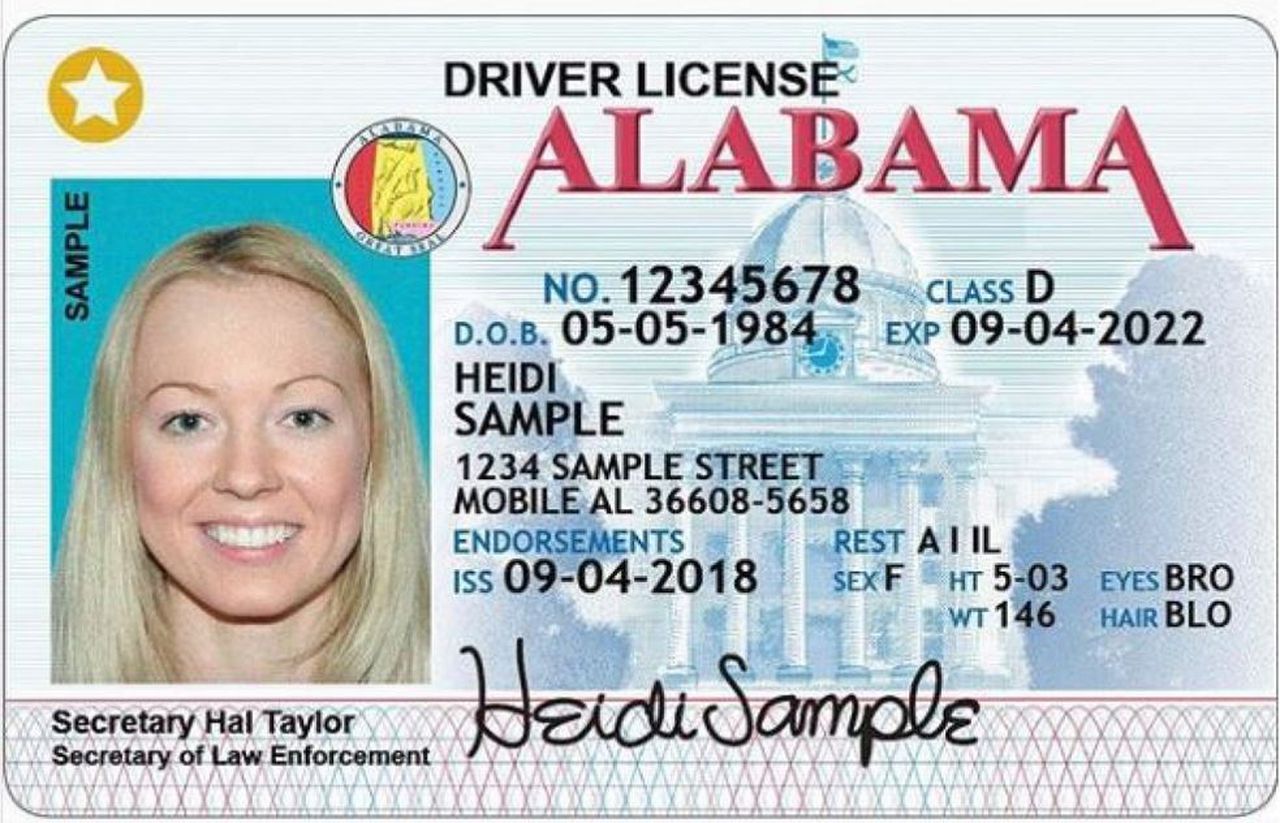 DRIVER LICENSE
ALABAMA
ALABAMA
GREAT SEAL
SAMPLE
NO. 12345678 CLASS D
D.O.B. 05-05-1984 EXP 09-04-2022
HEIDI
SAMPLE
1234 SAMPLE STREET
MOBILE AL 36608-5658
ENDORSEMENTS REST A I IL
ISS 09-04-2018 SEX F HT 5-03 EYES BRO
WT 146 HAIR BLO
Heidi Sample
Secretary Hal Taylor
Secretary of Law Enforcement